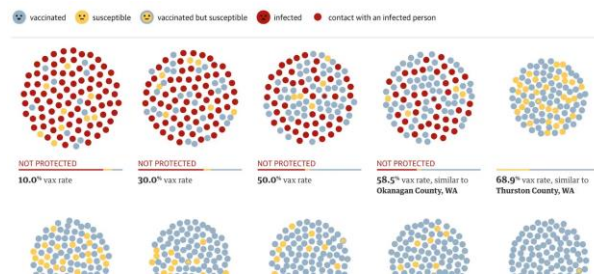 vaccinated susceptible vaccinated but susceptible infected contact with an infected person
NOT PROTECTED NOT PROTECTED NOT PROTECTED NOT PROTECTED
10.0% vax rate 30.0% vax rate 50.0% vax rate 58.5% vax rate, similar to 68.9% vax rate, similar to
Okanagan County, WA Thurston County, WA